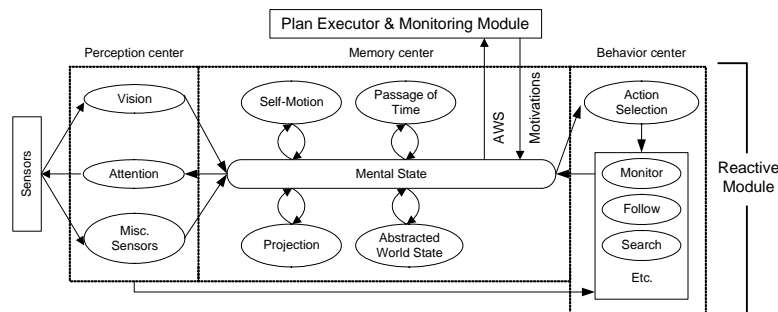 Plan Executor & Monitoring Module
Perception center
Memory center
Behavior center
Vision
Self-Motion
Passage of
Time
AWS
Motivations
Action
Selection
Sensors
Attention
Mental State
Monitor
Reactive
Module
Follow
Misc.
Sensors
Projection
Abstracted
World State
Search
Etc.